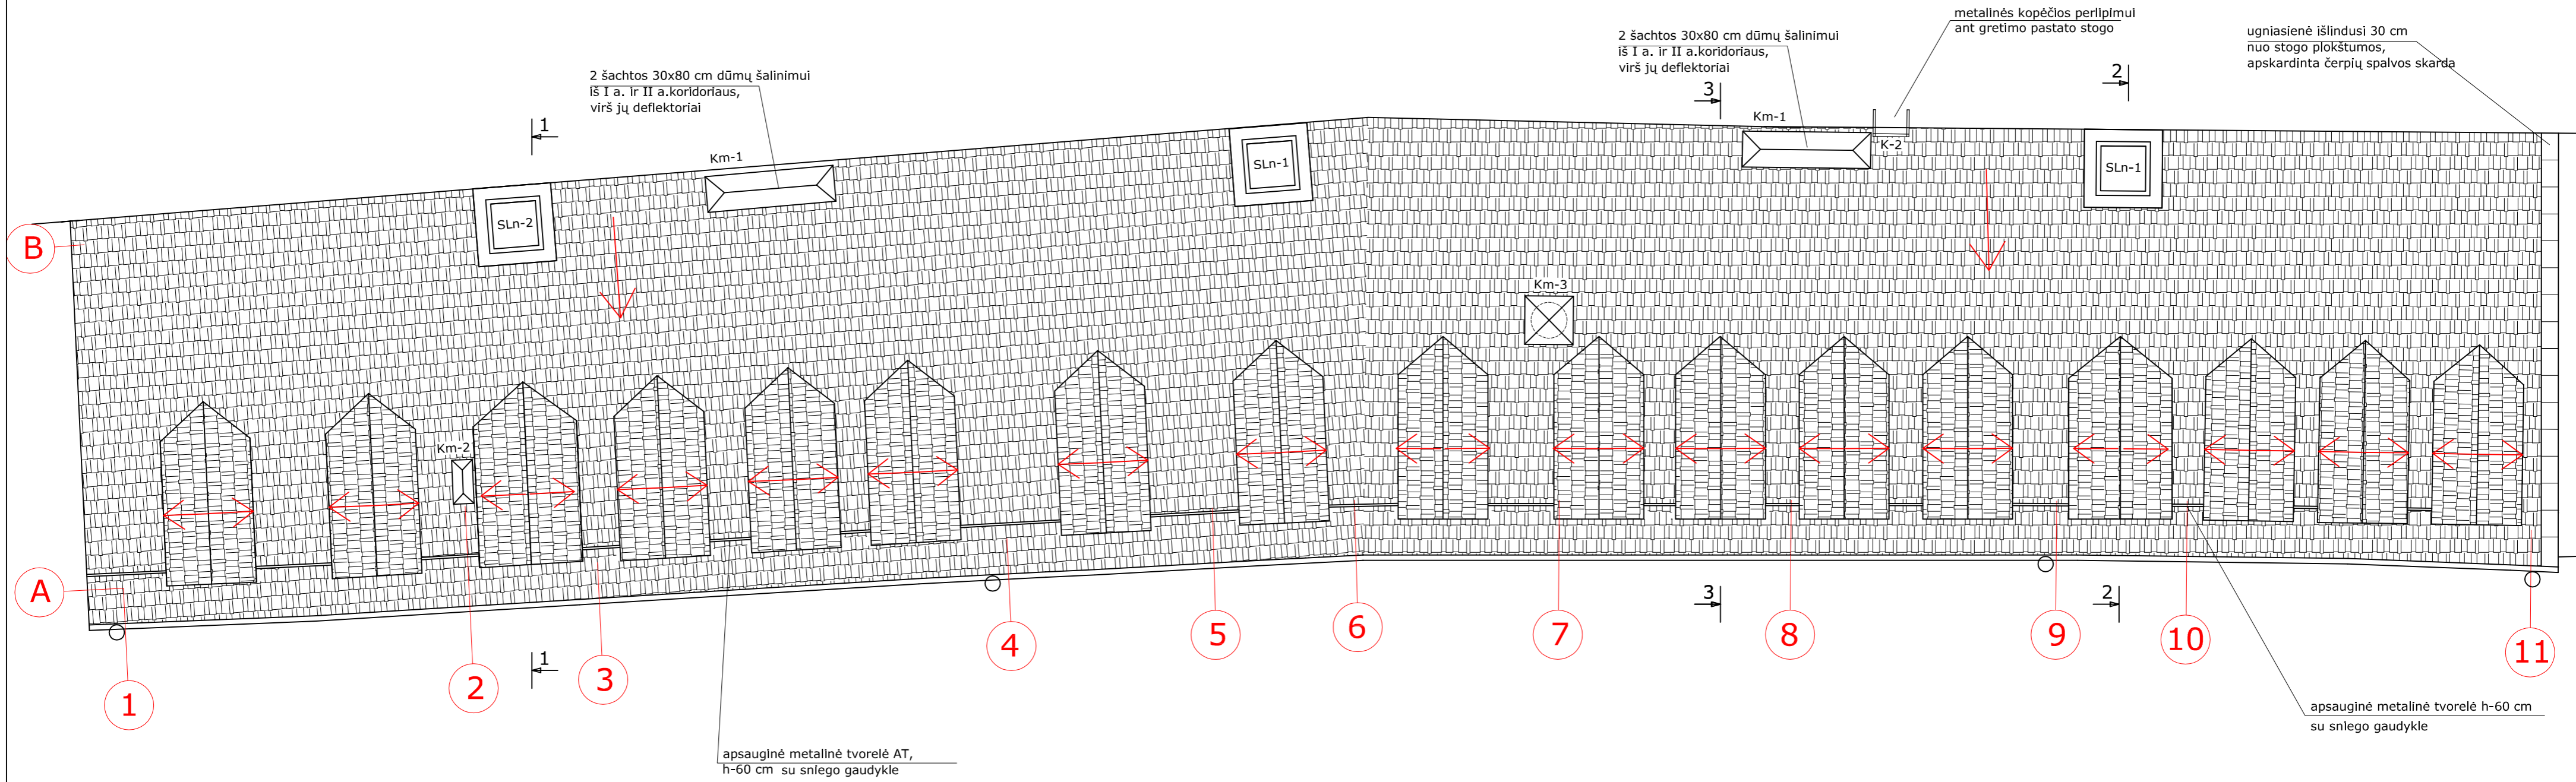 metalinės kopėčios perlipimui
ant gretimo pastato stogo
2 šachtos 30x80 cm dūmų šalinimui
iš I a. ir II a.koridoriaus,
virš jų deflektoriai
ugniasienė išlindusi 30 cm
nuo stogo plokštumos,
apskardinta čerpių spalvos skarda
2 šachtos 30x80 cm dūmų šalinimui
iš I a. ir II a.koridoriaus,
virš jų deflektoriai
1
3
2
Km-1
Km-1
K-2
SLn-2
SLn-1
SLn-1
B
Km-3
Km-2
A
3
2
1
1
2
3
4
5
6
7
8
9
10
11
apsauginė metalinė tvorelė AT,
h-60 cm su sniego gaudykle
apsauginė metalinė tvorelė h-60 cm
su sniego gaudykle